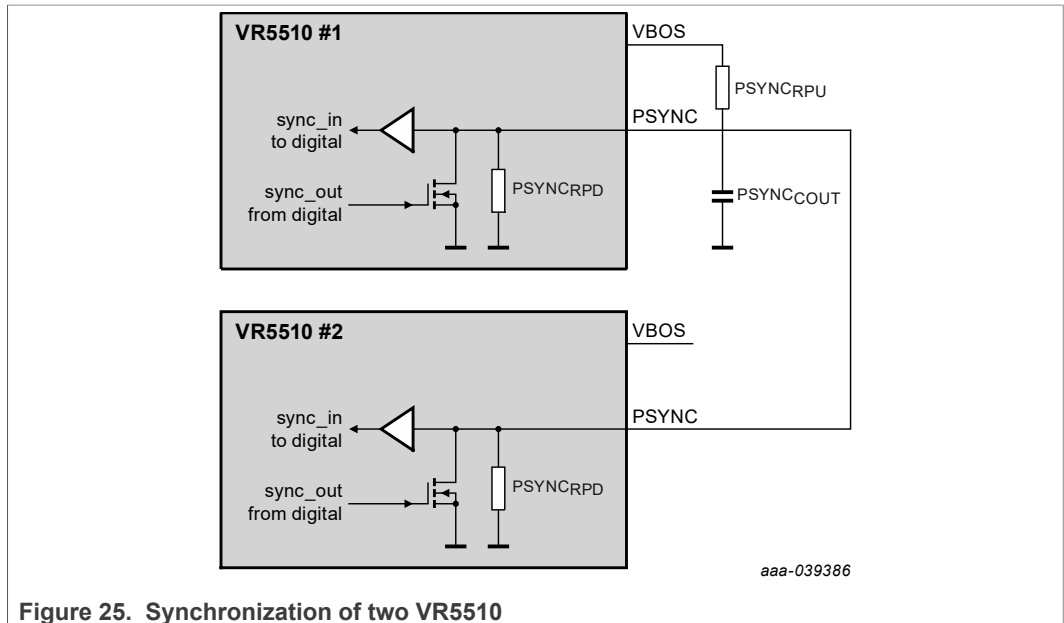 VR5510 #1
VBOS
PSYNCRPU
PSYNC
sync_in
to digital
PSYNCRPD
PSYNCCOUT
sync_out
from digital
VR5510 #2
VBOS
sync_in
to digital
PSYNC
sync_out
from digital
PSYNCRPD
aaa-039386
Figure 25. Synchronization of two VR5510